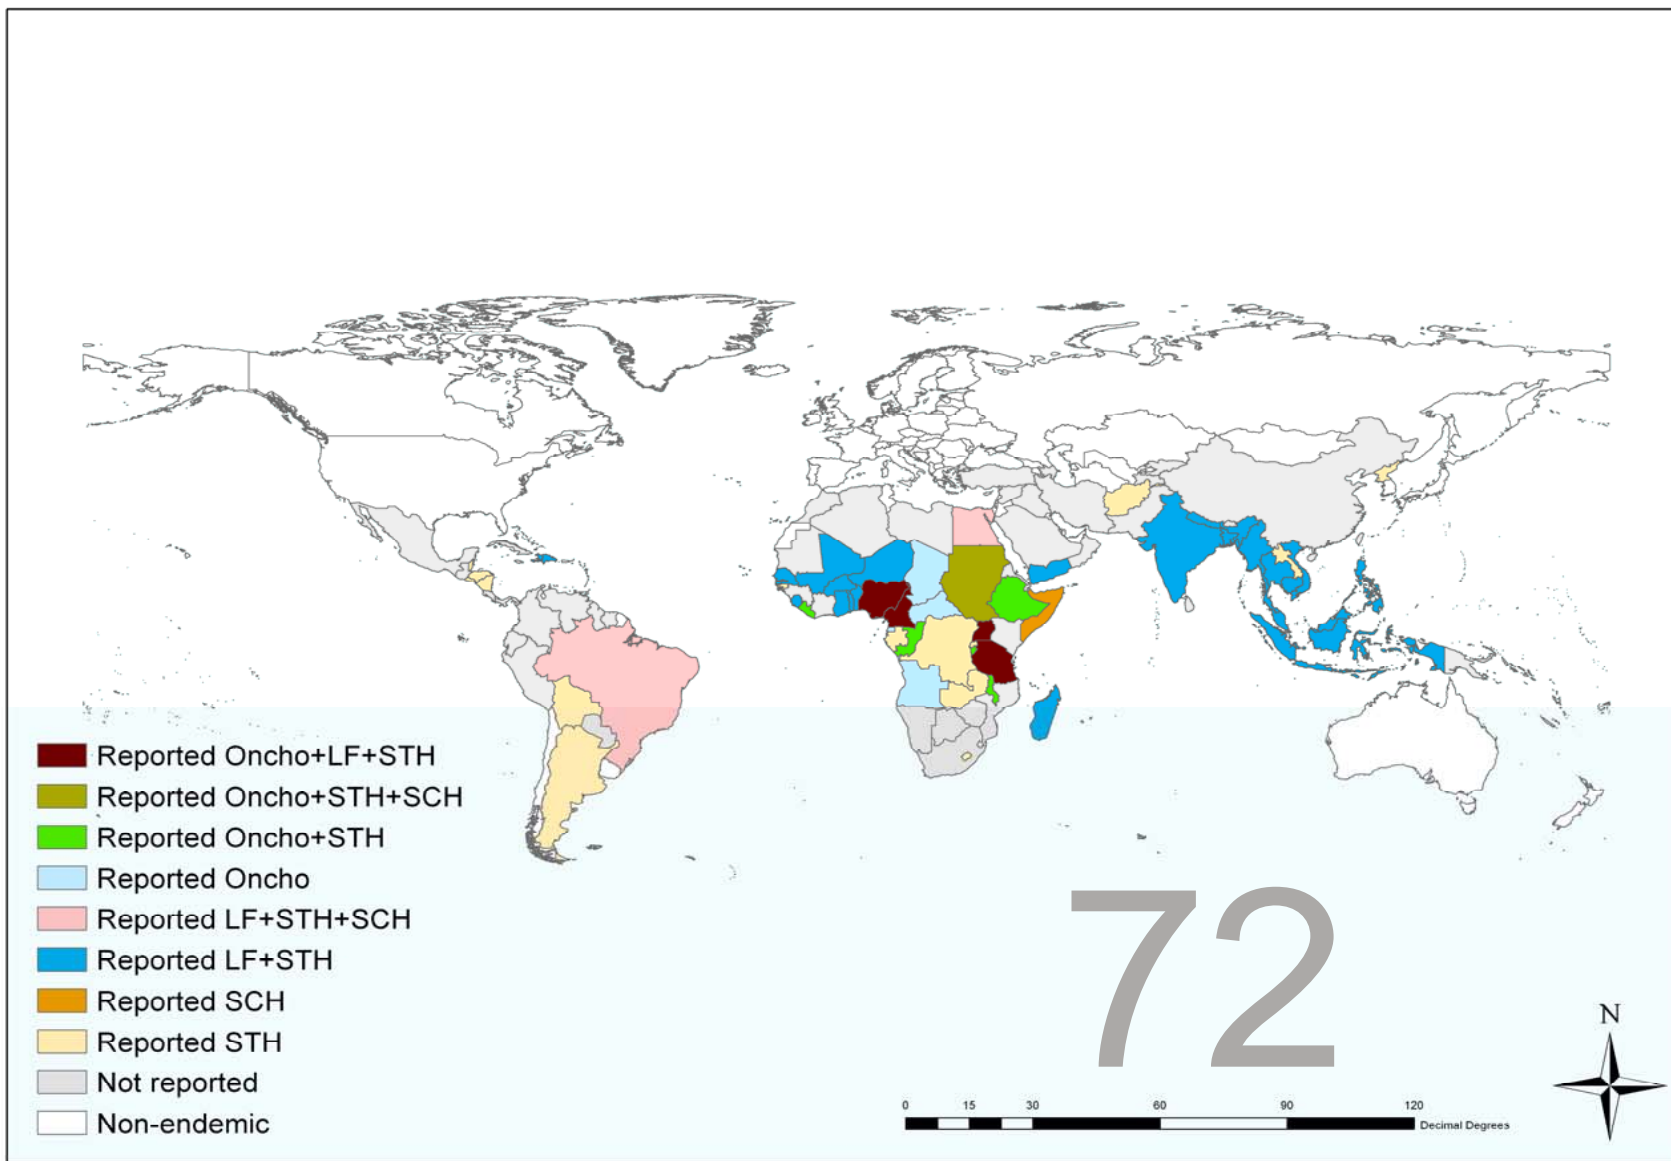 Reported Oncho+LF+STH
Reported Oncho+STH+SCH
Reported Oncho+STH
Reported Oncho
Reported LF+STH+SCH
Reported LF+STH
Reported SCH
Reported STH
Not reported
Non-endemic
72
N
0 15 30 60 90 120
Decimal Degrees